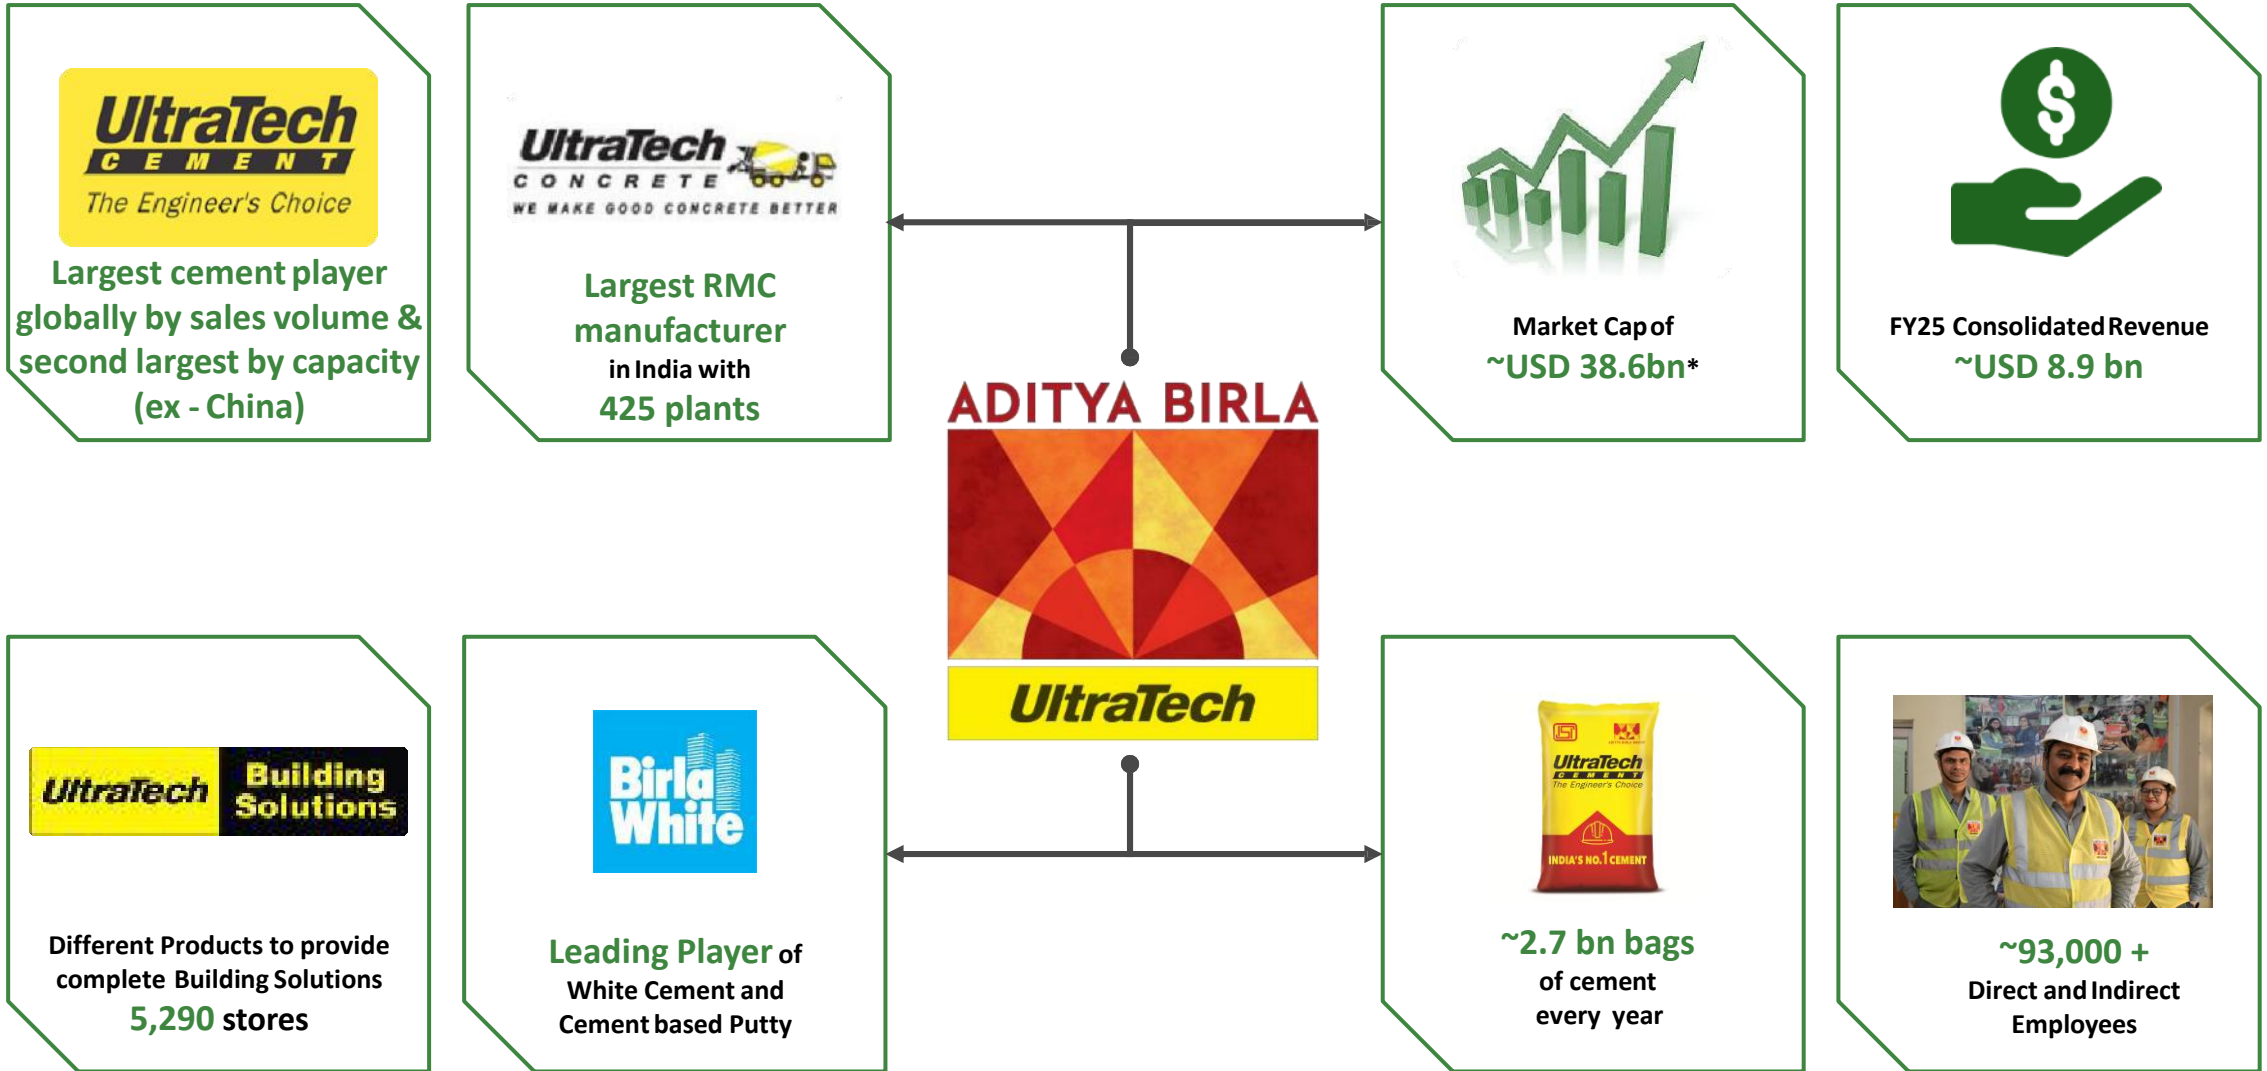 UltraTech
CEMENT
The Engineer's Choice
Largest cement player
globally by sales volume &
second largest by capacity
(ex - China)
UltraTech
CONCRETE
WE MAKE GOOD CONCRETE BETTER
Largest RMC
manufacturer
in India with
425 plants
ADITYA BIRLA
UltraTech
Market Cap of
~USD 38.6bn*
FY25 Consolidated Revenue
~USD 8.9 bn
UltraTech
Building
Solutions
Different Products to provide
complete Building Solutions
5,290 stores
Birla
White
Leading Player of
White Cement and
Cement based Putty
UltraTech
CEMENT
The Engineer's Choice
INDIA'S NO.1 CEMENT
~2.7 bn bags
of cement
every year
~93,000 +
Direct and Indirect
Employees